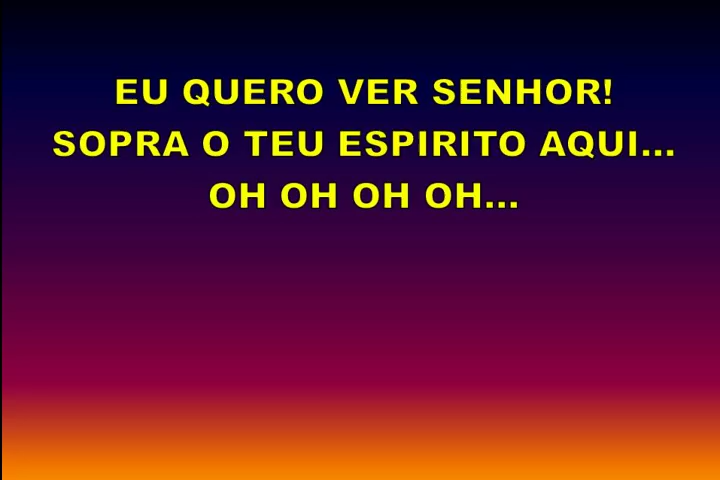 EU QUERO VER SENHOR!
SOPRA O TEU ESPIRITO AQUI...
OH OH OH OH...